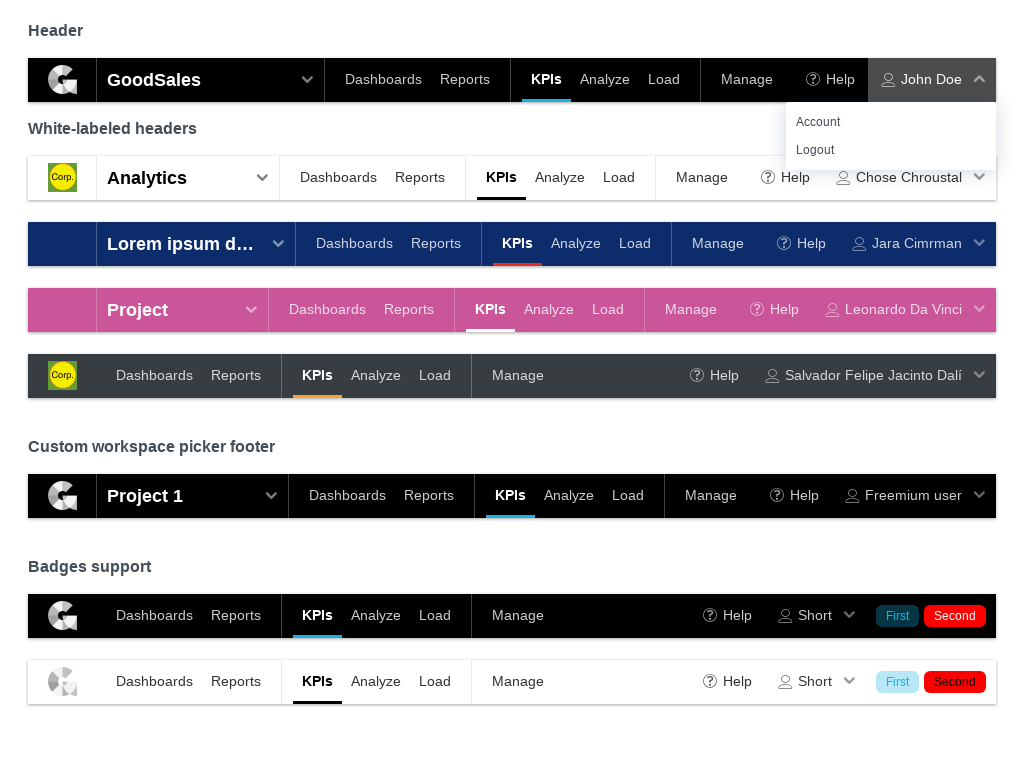 Header
GoodSales Dashboards Reports KPIs Analyze Load Manage Help John Doe
Account
Logout
White-labeled headers
Corp. Analytics Dashboards Reports KPIs Analyze Load Manage Help Chose Chroustal
Lorem ipsum d… Dashboards Reports KPIs Analyze Load Manage Help Jara Cimrman
Project Dashboards Reports KPIs Analyze Load Manage Help Leonardo Da Vinci
Corp. Dashboards Reports KPIs Analyze Load Manage Help Salvador Felipe Jacinto Dalí
Custom workspace picker footer
Project 1 Dashboards Reports KPIs Analyze Load Manage Help Freemium user
Badges support
Dashboards Reports KPIs Analyze Load Manage Help Short First Second
Dashboards Reports KPIs Analyze Load Manage Help Short First Second